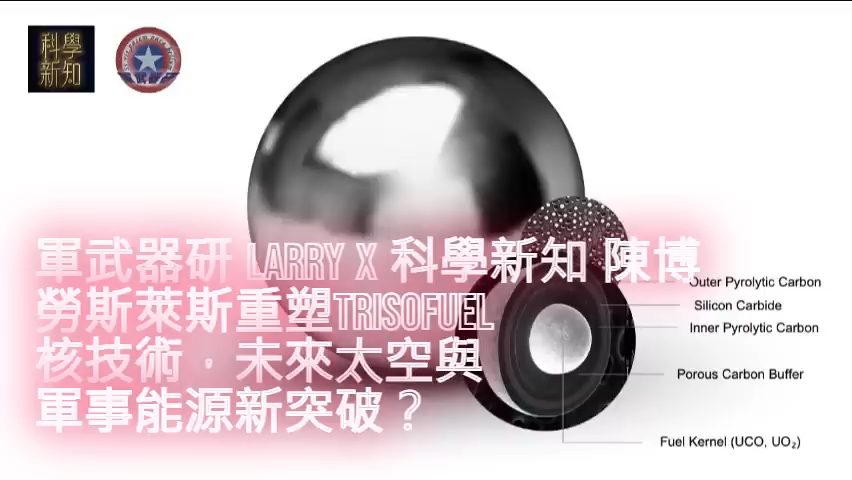 科學
新知
軍武器研 LARRY X 科學新知 陳博
勞斯萊斯重塑TRISOFUEL
核技術，未來太空與
軍事能源新突破？
Outer Pyrolytic Carbon
Silicon Carbide
Inner Pyrolytic Carbon
Porous Carbon Buffer
Fuel Kernel (UCO, UO₂)